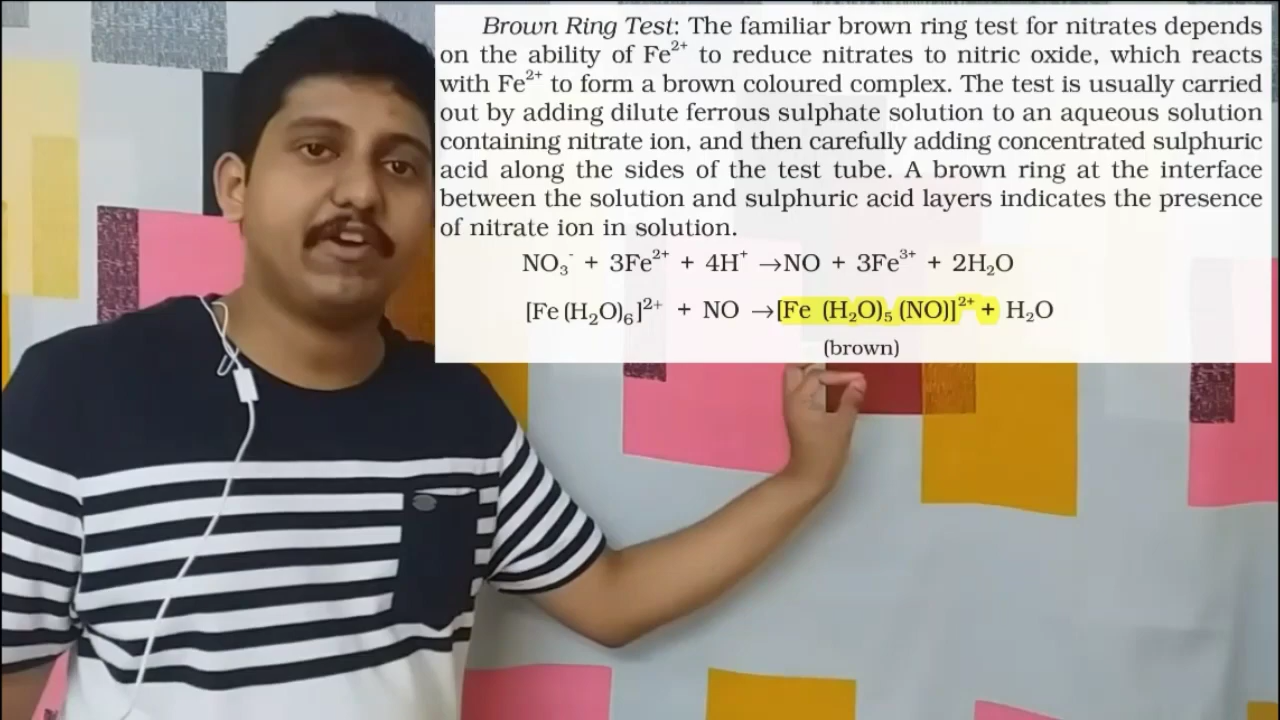 Brown Ring Test: The familiar brown ring test for nitrates depends
on the ability of Fe²⁺ to reduce nitrates to nitric oxide, which reacts
with Fe²⁺ to form a brown coloured complex. The test is usually carried
out by adding dilute ferrous sulphate solution to an aqueous solution
containing nitrate ion, and then carefully adding concentrated sulphuric
acid along the sides of the test tube. A brown ring at the interface
between the solution and sulphuric acid layers indicates the presence
of nitrate ion in solution.
NO₃⁻ + 3Fe²⁺ + 4H⁺ →NO + 3Fe³⁺ + 2H₂O
[Fe (H₂O)₆]²⁺ + NO →[Fe (H₂O)₅ (NO)]²⁺ + H₂O
(brown)